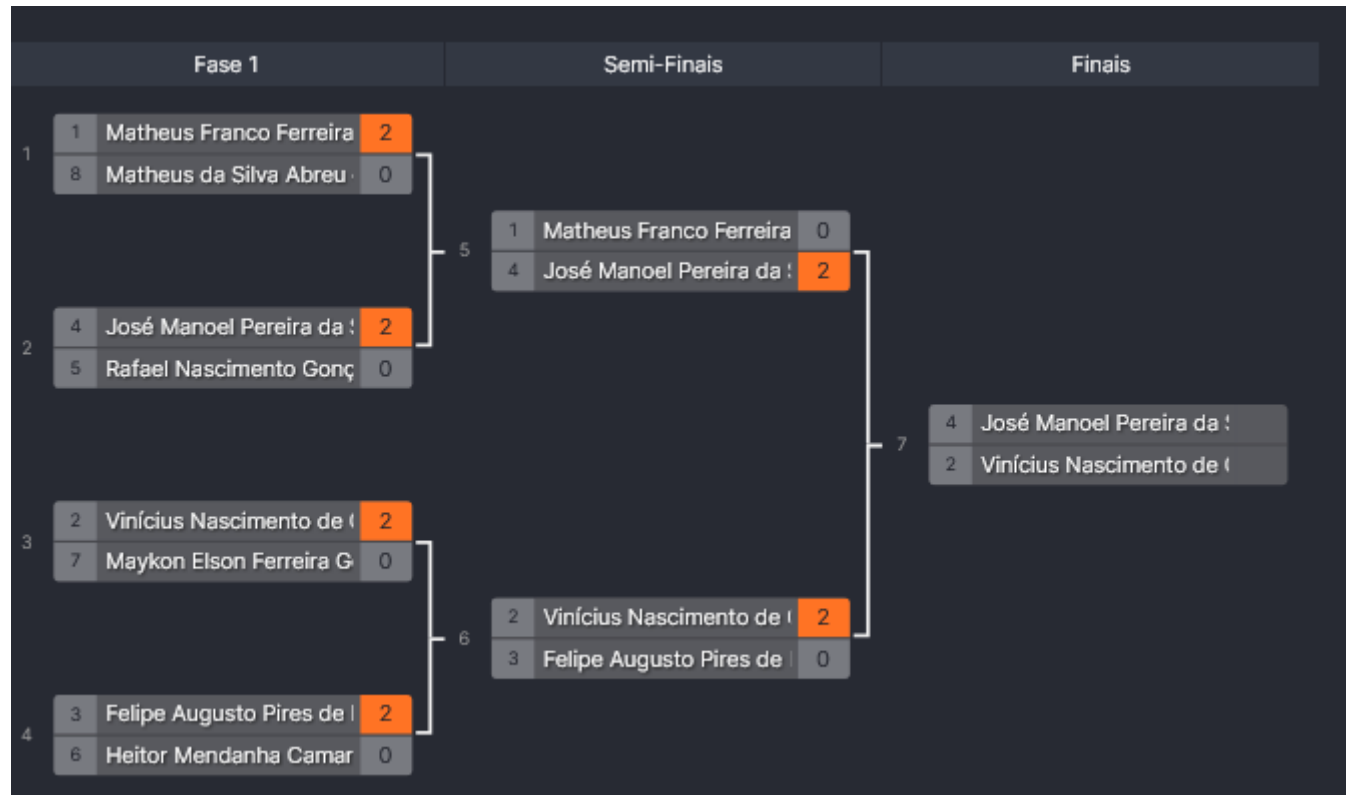 Fase 1
Semi-Finais
Finais
1
1 Matheus Franco Ferreira 2
8 Matheus da Silva Abreu 0
2
4 José Manoel Pereira da 2
5 Rafael Nascimento Gonç 0
3
2 Vinícius Nascimento de 2
7 Maykon Elson Ferreira G 0
4
3 Felipe Augusto Pires de 2
6 Heitor Mendanha Camar 0
5
1 Matheus Franco Ferreira 0
4 José Manoel Pereira da 2
6
2 Vinícius Nascimento de 2
3 Felipe Augusto Pires de 0
7
4 José Manoel Pereira da
2 Vinícius Nascimento de